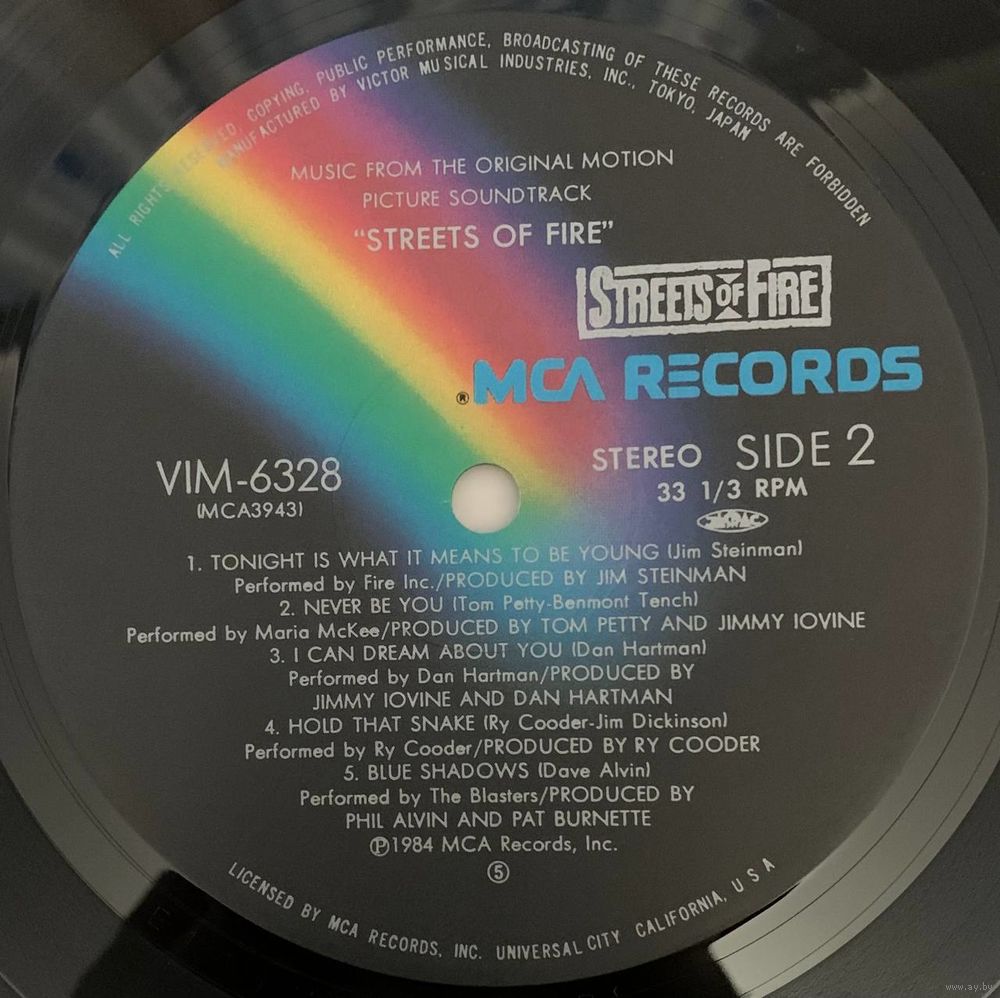 ALL RIGHTS RESERVED. COPYING, PUBLIC PERFORMANCE, BROADCASTING OF THESE RECORDS ARE FORBIDDEN
MANUFACTURED BY VICTOR MUSICAL INDUSTRIES, INC., TOKYO, JAPAN
MUSIC FROM THE ORIGINAL MOTION
PICTURE SOUNDTRACK
“STREETS OF FIRE”
STREETS OF FIRE
® MCA RECORDS
STEREO SIDE 2
33 1/3 RPM
VIM-6328
(MCA3943)
1. TONIGHT IS WHAT IT MEANS TO BE YOUNG (Jim Steinman)
Performed by Fire Inc./PRODUCED BY JIM STEINMAN
2. NEVER BE YOU (Tom Petty-Benmont Tench)
Performed by Maria McKee/PRODUCED BY TOM PETTY AND JIMMY IOVINE
3. I CAN DREAM ABOUT YOU (Dan Hartman)
Performed by Dan Hartman/PRODUCED BY
JIMMY IOVINE AND DAN HARTMAN
4. HOLD THAT SNAKE (Ry Cooder-Jim Dickinson)
Performed by Ry Cooder/PRODUCED BY RY COODER
5. BLUE SHADOWS (Dave Alvin)
Performed by The Blasters/PRODUCED BY
PHIL ALVIN AND PAT BURNETTE
℗1984 MCA Records, Inc.
⑤
LICENSED BY MCA RECORDS, INC. UNIVERSAL CITY CALIFORNIA, U S A
www.ay.by